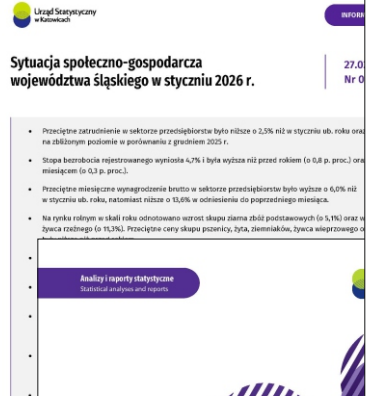 Urząd Statystyczny
w Katowicach
INFORM
Sytuacja społeczno-gospodarcza
województwa śląskiego w styczniu 2026 r.
27.0
Nr 0
• Przeciętne zatrudnienie w sektorze przedsiębiorstw było niższe o 2,5% niż w styczniu ub. roku oraz
na zbliżonym poziomie w porównaniu z grudniem 2025 r.
• Stopa bezrobocia rejestrowanego wyniosła 4,7% i była wyższa niż przed rokiem (o 0,8 p. proc.) ora
miesiącem (o 0,3 p. proc.).
• Przeciętne miesięczne wynagrodzenie brutto w sektorze przedsiębiorstw było wyższe o 6,0% niż
w styczniu ub. roku, natomiast niższe o 13,6% w odniesieniu do poprzedniego miesiąca.
• Na rynku rolnym w skali roku odnotowano wzrost skupu ziarna zbóż podstawowych (o 5,1%) oraz w
żywca rzeźnego (o 11,3%). Przeciętne ceny skupu pszenicy, żyta, ziemniaków, żywca wieprzowego o
Analizy i raporty statystyczne
Statistical analyses and reports